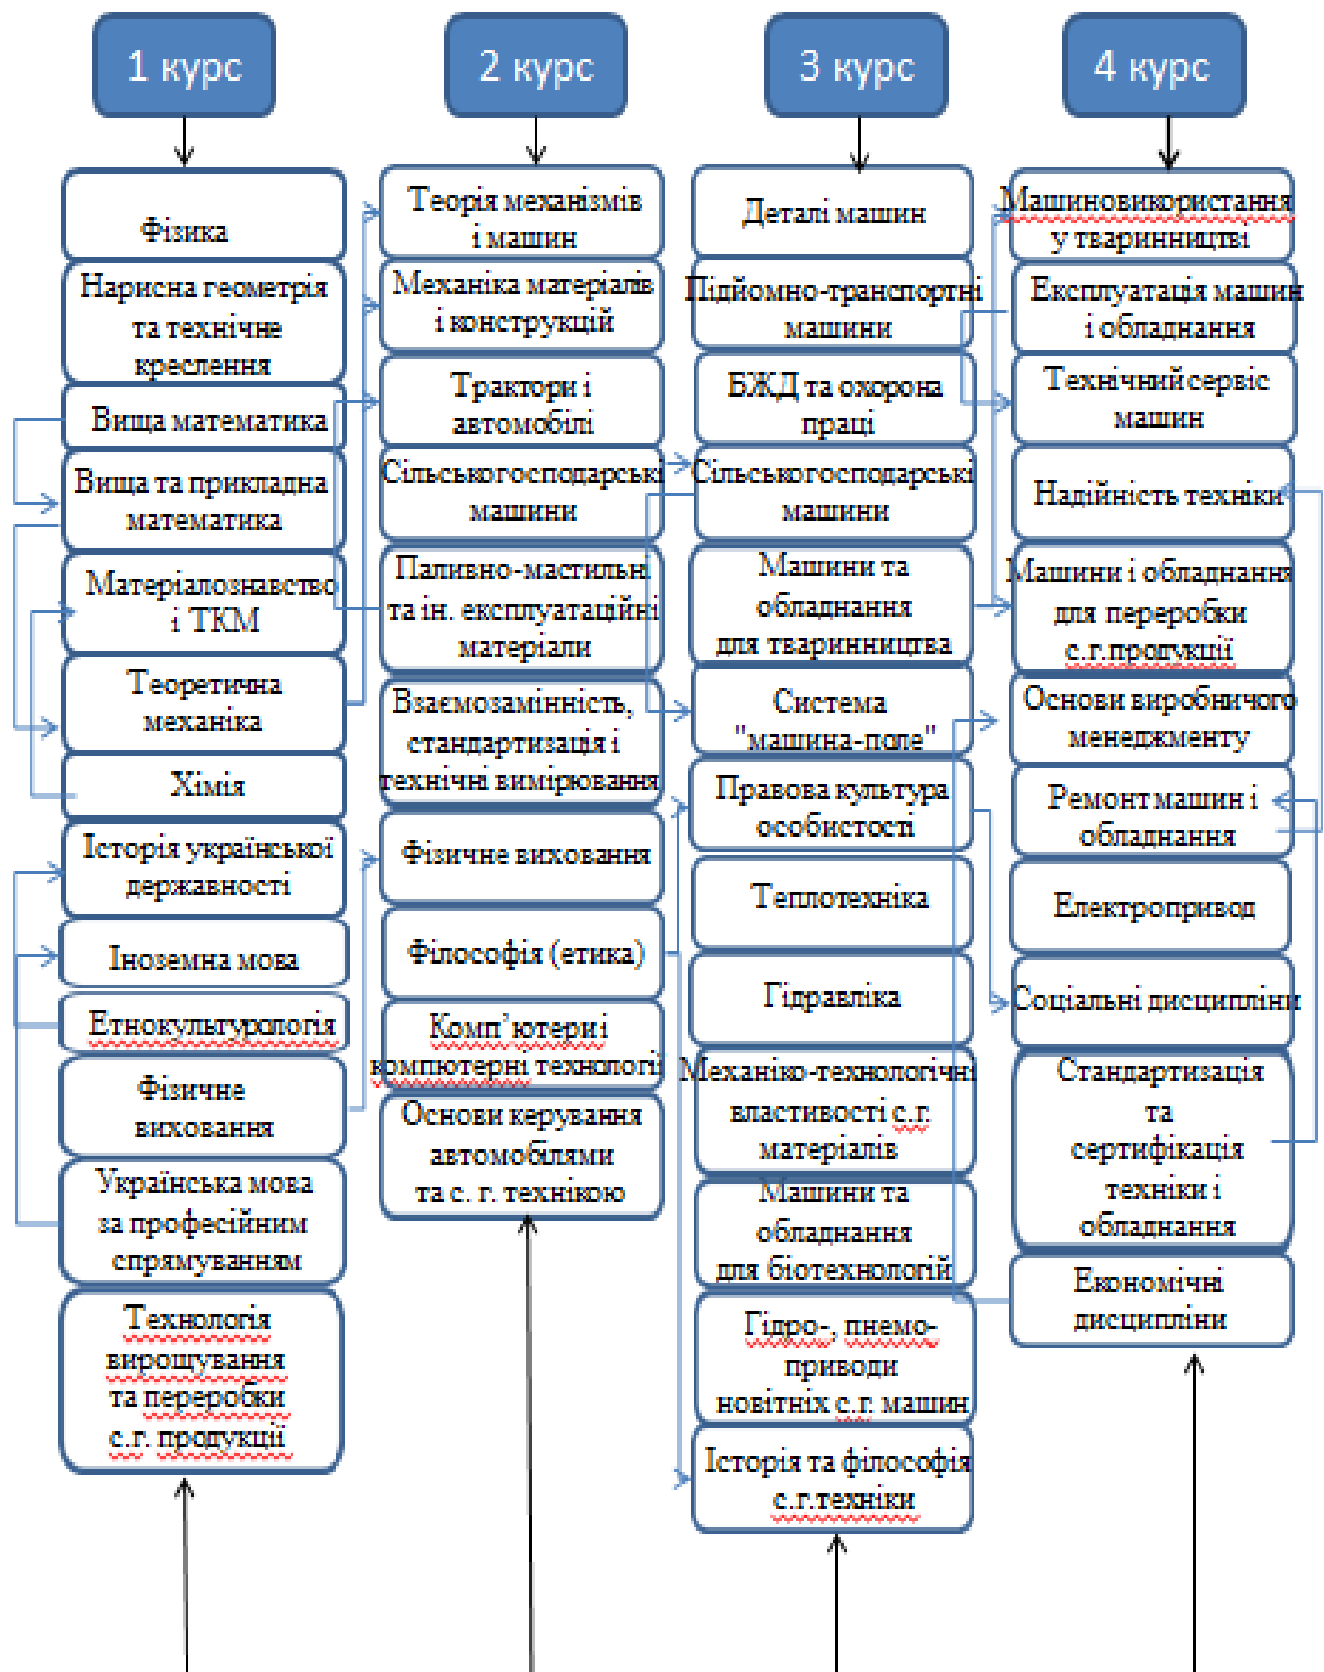 1 курс
Фізика
Нарисна геометрія
та технічне
креслення
Вища математика
Вища та прикладна
математика
Матеріалознавство
і ТКМ
Теоретична
механіка
Хімія
Історія української
державності
Іноземна мова
Етнокультурологія
Фізичне
виховання
Українська мова
за професійним
спрямуванням
Технологія
вирощування
та переробки
с.г. продукції
2 курс
Теорія механізмів
і машин
Механіка матеріалів
і конструкцій
Трактори і
автомобілі
Сільськогосподарські
машини
Паливно-мастильні
та ін. експлуатаційні
матеріали
Взаємозамінність,
стандартизація і
технічні вимірювання
Фізичне виховання
Філософія (етика)
Комп’ютери і
компютерні технології
Основи керування
автомобілями
та с. г. технікою
3 курс
Деталі машин
Підйомно-транспортні
машини
БЖД та охорона
праці
Сільськогосподарські
машини
Машини та
обладнання
для тваринництва
Система
"машина-поле"
Правова культура
особистості
Теплотехніка
Гідравліка
Механіко-технологічні
властивості с.г.
матеріалів
Машини та
обладнання
для біотехнологій
Гідро-, пнемо-
приводи
новітніх с.г. машин
Історія та філософія
с.г.техніки
4 курс
Машиновикористання
у тваринництві
Експлуатація машин
і обладнання
Технічний сервіс
машин
Надійність техніки
Машини і обладнання
для переробки
с.г.продукції
Основи виробничого
менеджменту
Ремонт машин і
обладнання
Електропривод
Соціальні дисципліни
Стандартизація
та
сертифікація
техніки і
обладнання
Економічні
дисципліни